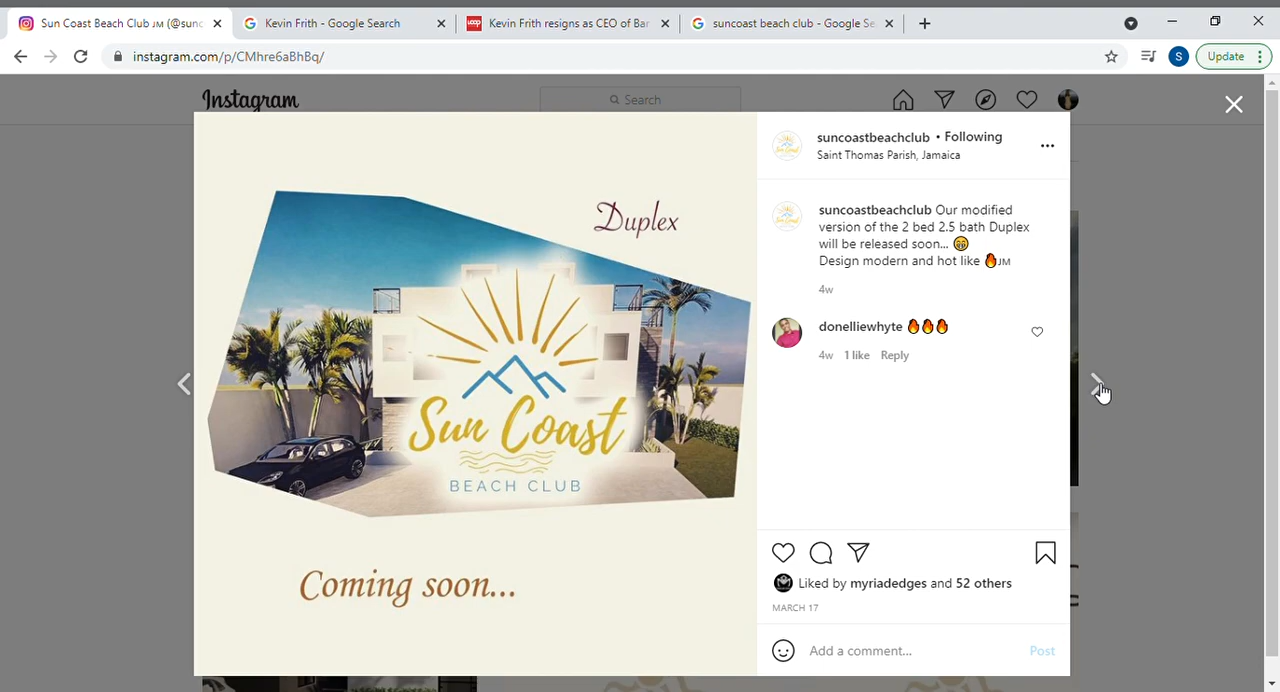 Sun Coast Beach Club JM (@sunc
Kevin Frith - Google Search
Kevin Frith resigns as CEO of Bar
suncoast beach club - Google Se
instagram.com/p/CMhre6aBhBq/
S
Update
Instagram
Search
suncoastbeachclub • Following
Saint Thomas Parish, Jamaica
Duplex
Sun Coast
BEACH CLUB
Coming soon...
suncoastbeachclub Our modified
version of the 2 bed 2.5 bath Duplex
will be released soon... 😁
Design modern and hot like 🔥JM
4w
donelliewhyte 🔥🔥🔥
4w 1 like Reply
Liked by myriadedges and 52 others
MARCH 17
Add a comment... Post